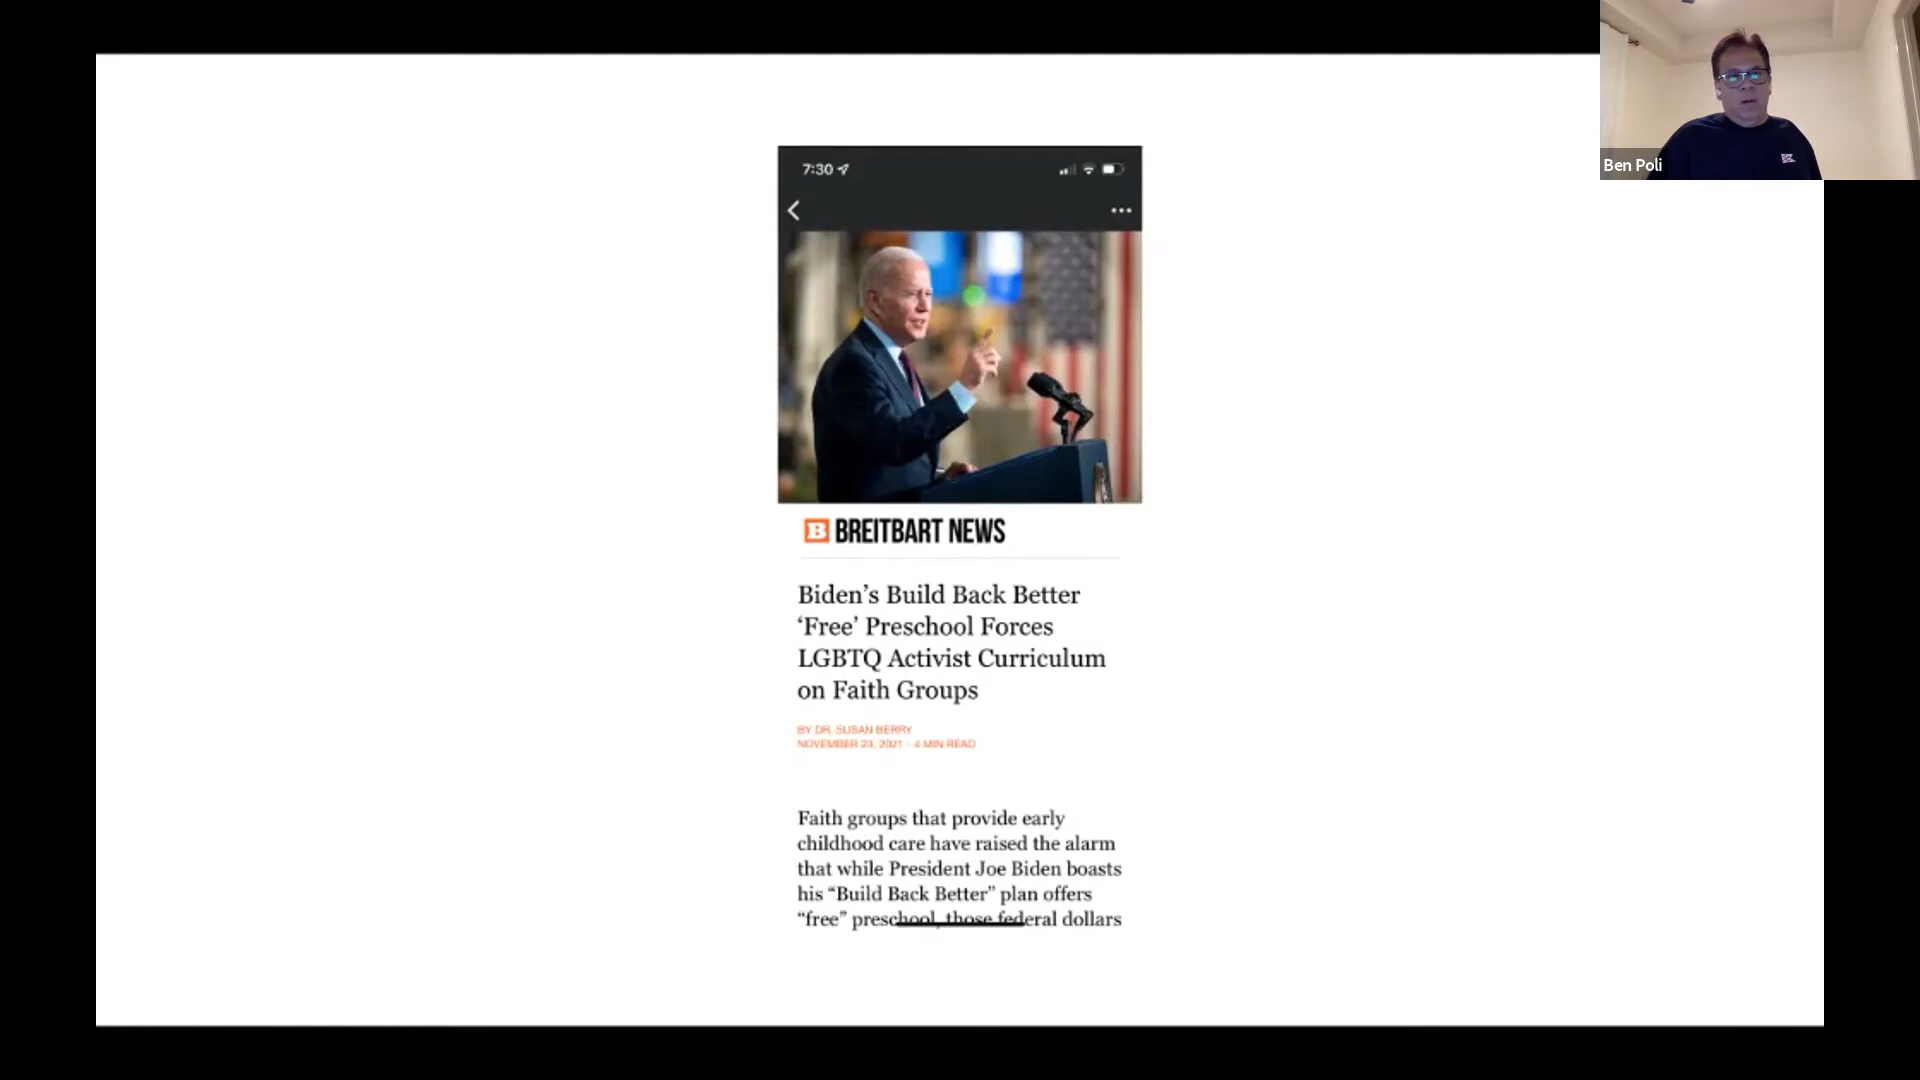 Ben Poli
7:30
B BREITBART NEWS
Biden’s Build Back Better
‘Free’ Preschool Forces
LGBTQ Activist Curriculum
on Faith Groups
BY DR. SUSAN BERRY
NOVEMBER 23, 2021 · 4 MIN READ
Faith groups that provide early
childhood care have raised the alarm
that while President Joe Biden boasts
his “Build Back Better” plan offers
“free” preschool, those federal dollars